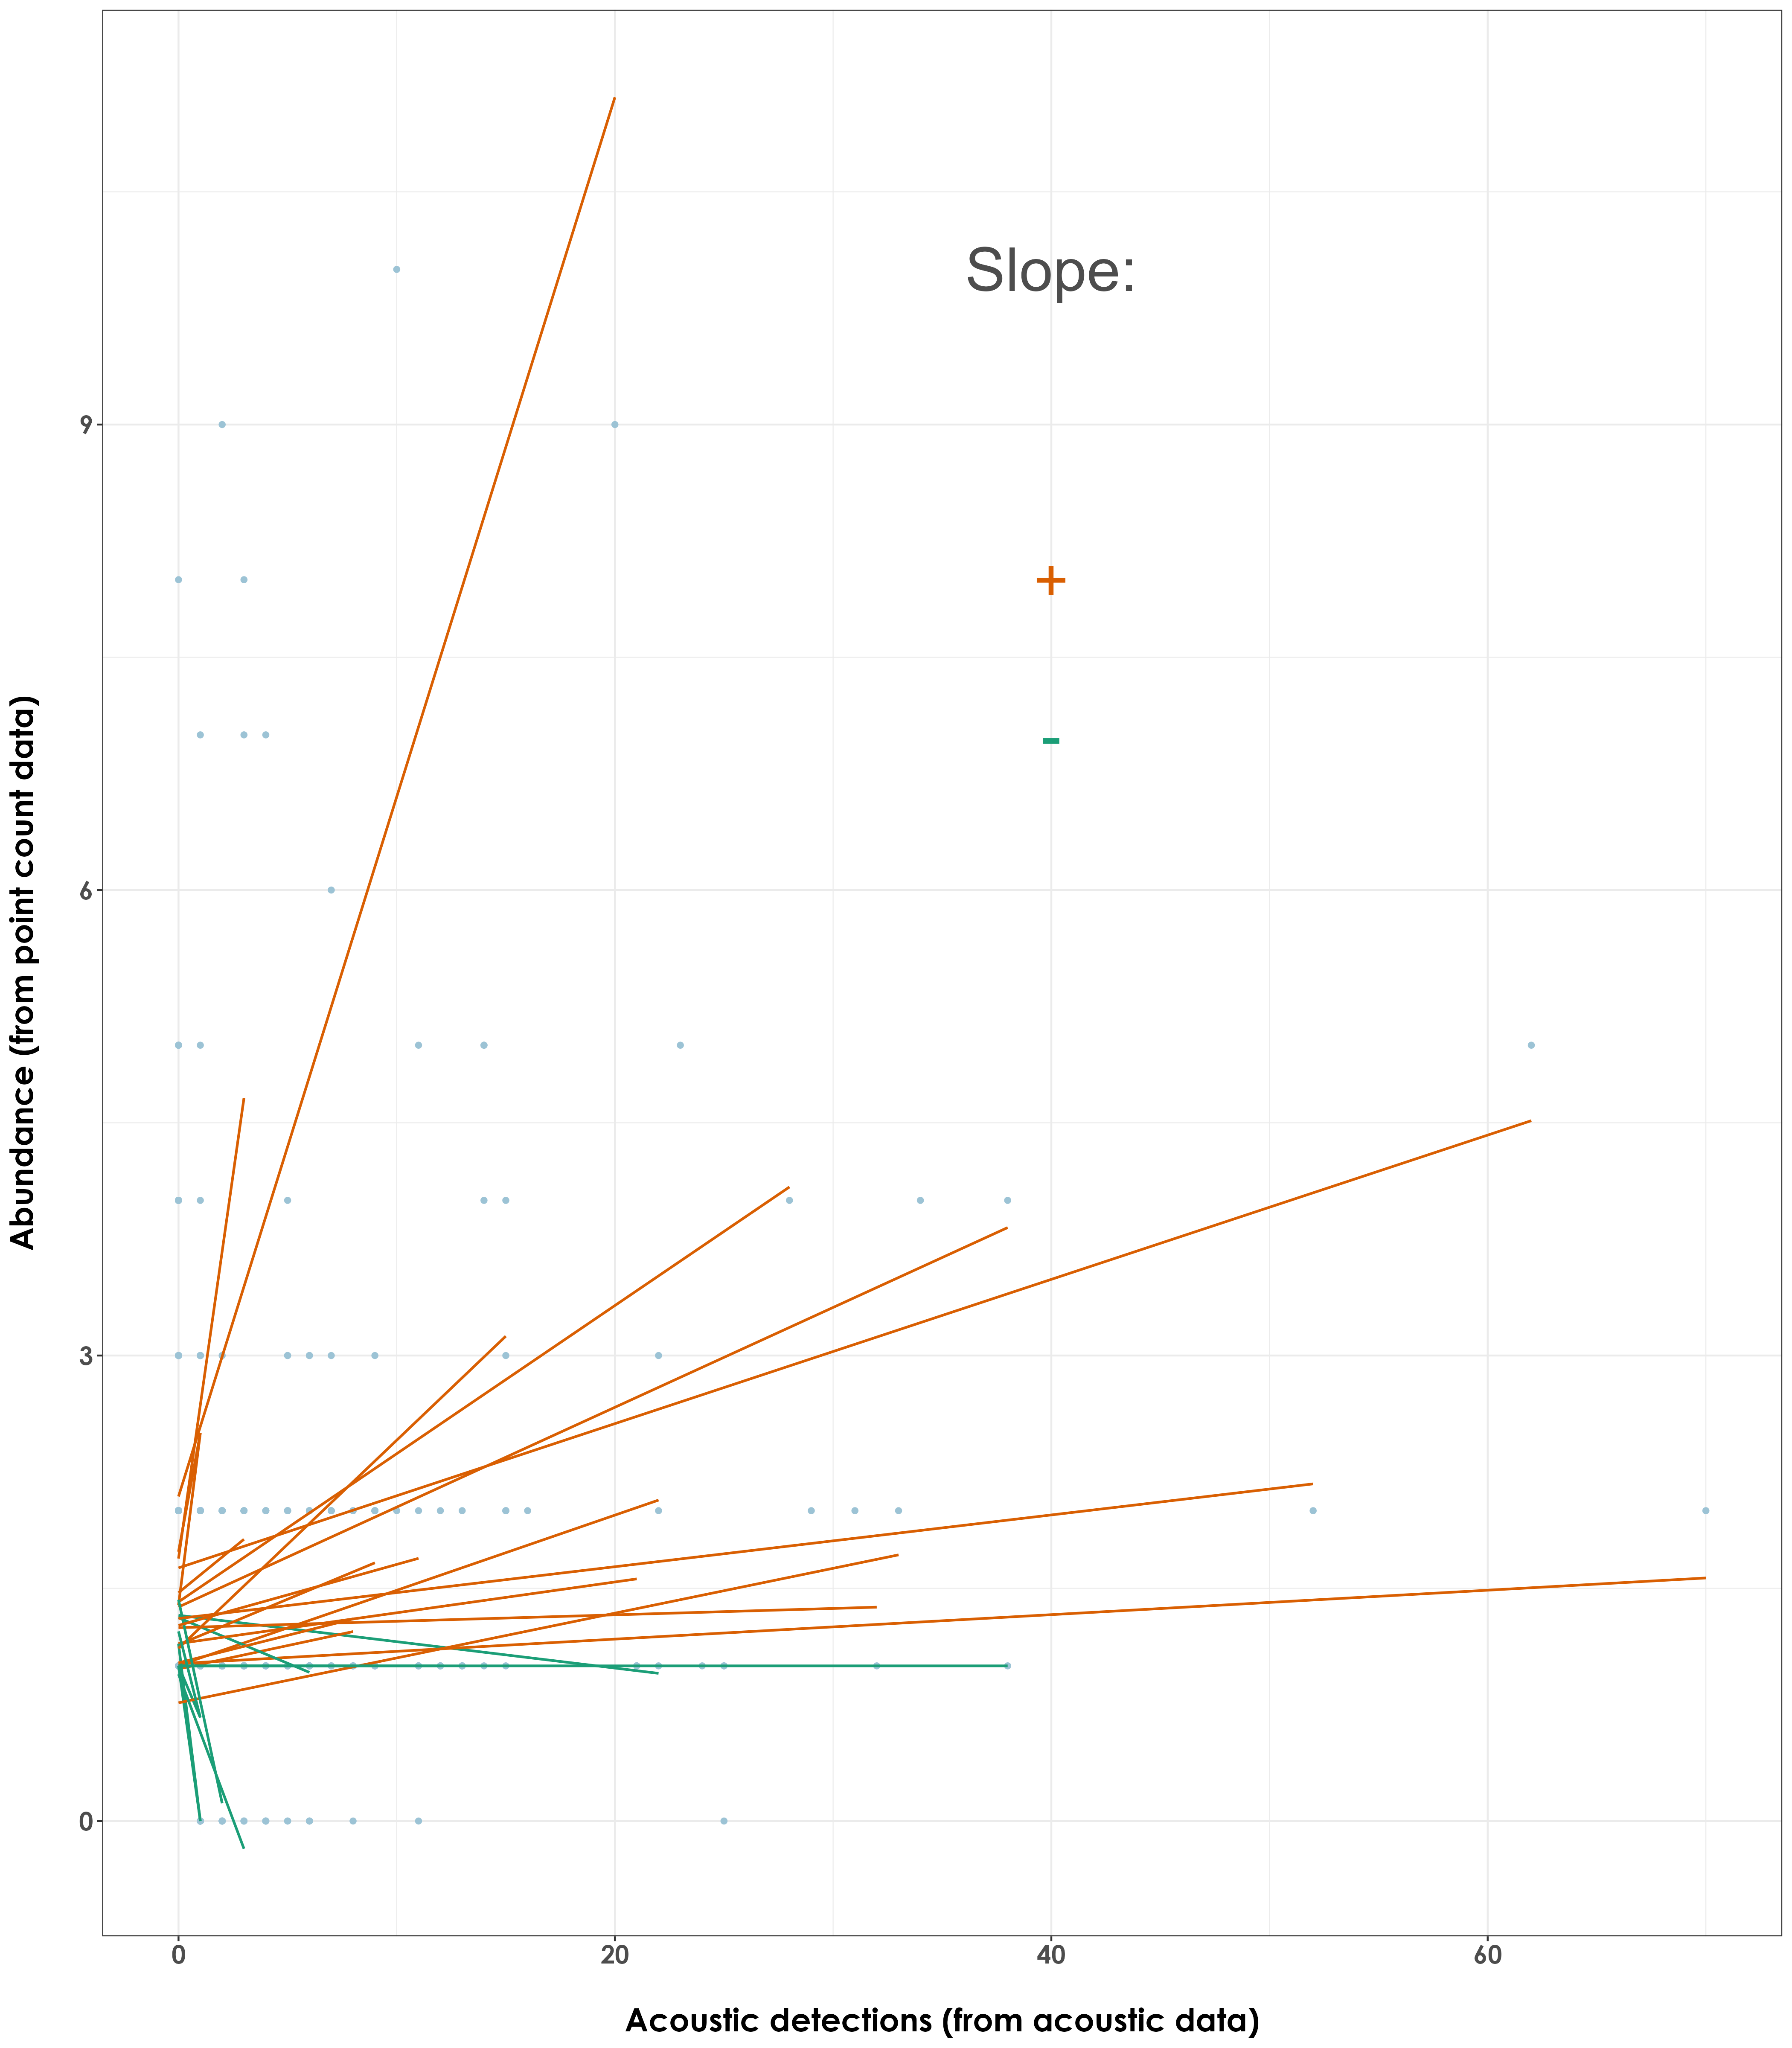 Slope:
+
-
9
6
3
0
0 20 40 60
Abundance (from point count data)
Acoustic detections (from acoustic data)